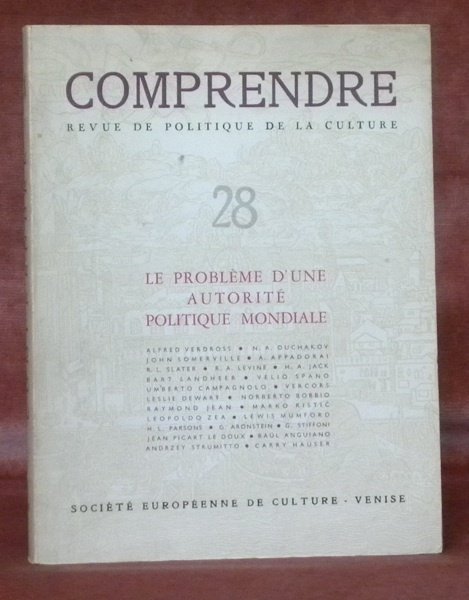 COMPRENDRE
REVUE DE POLITIQUE DE LA CULTURE
28
LE PROBLÈME D'UNE
AUTORITÉ
POLITIQUE MONDIALE
ALFRED VERDROSS • N. A. OUCHAKOV
JOHN SOMERVILLE • A. APPADORAI
R. L. SLATER • R. A. LEVINE • H. A. JACK
BART LANDHEER • VELIO SPANO
UMBERTO CAMPAGNOLO • VERCORS
LESLIE DEWART • NORBERTO BOBBIO
RAYMOND JEAN • MARKO RISTIĆ
LEOPOLDO ZEA • LEWIS MUMFORD
H. L. PARSONS • G. ARONSTEIN • G. STIFFONI
JEAN PICART LE DOUX • RAÚL ANGUIANO
ANDRZEY STRUMITTO • CARRY HAUSER
SOCIÉTÉ EUROPÉENNE DE CULTURE - VENISE